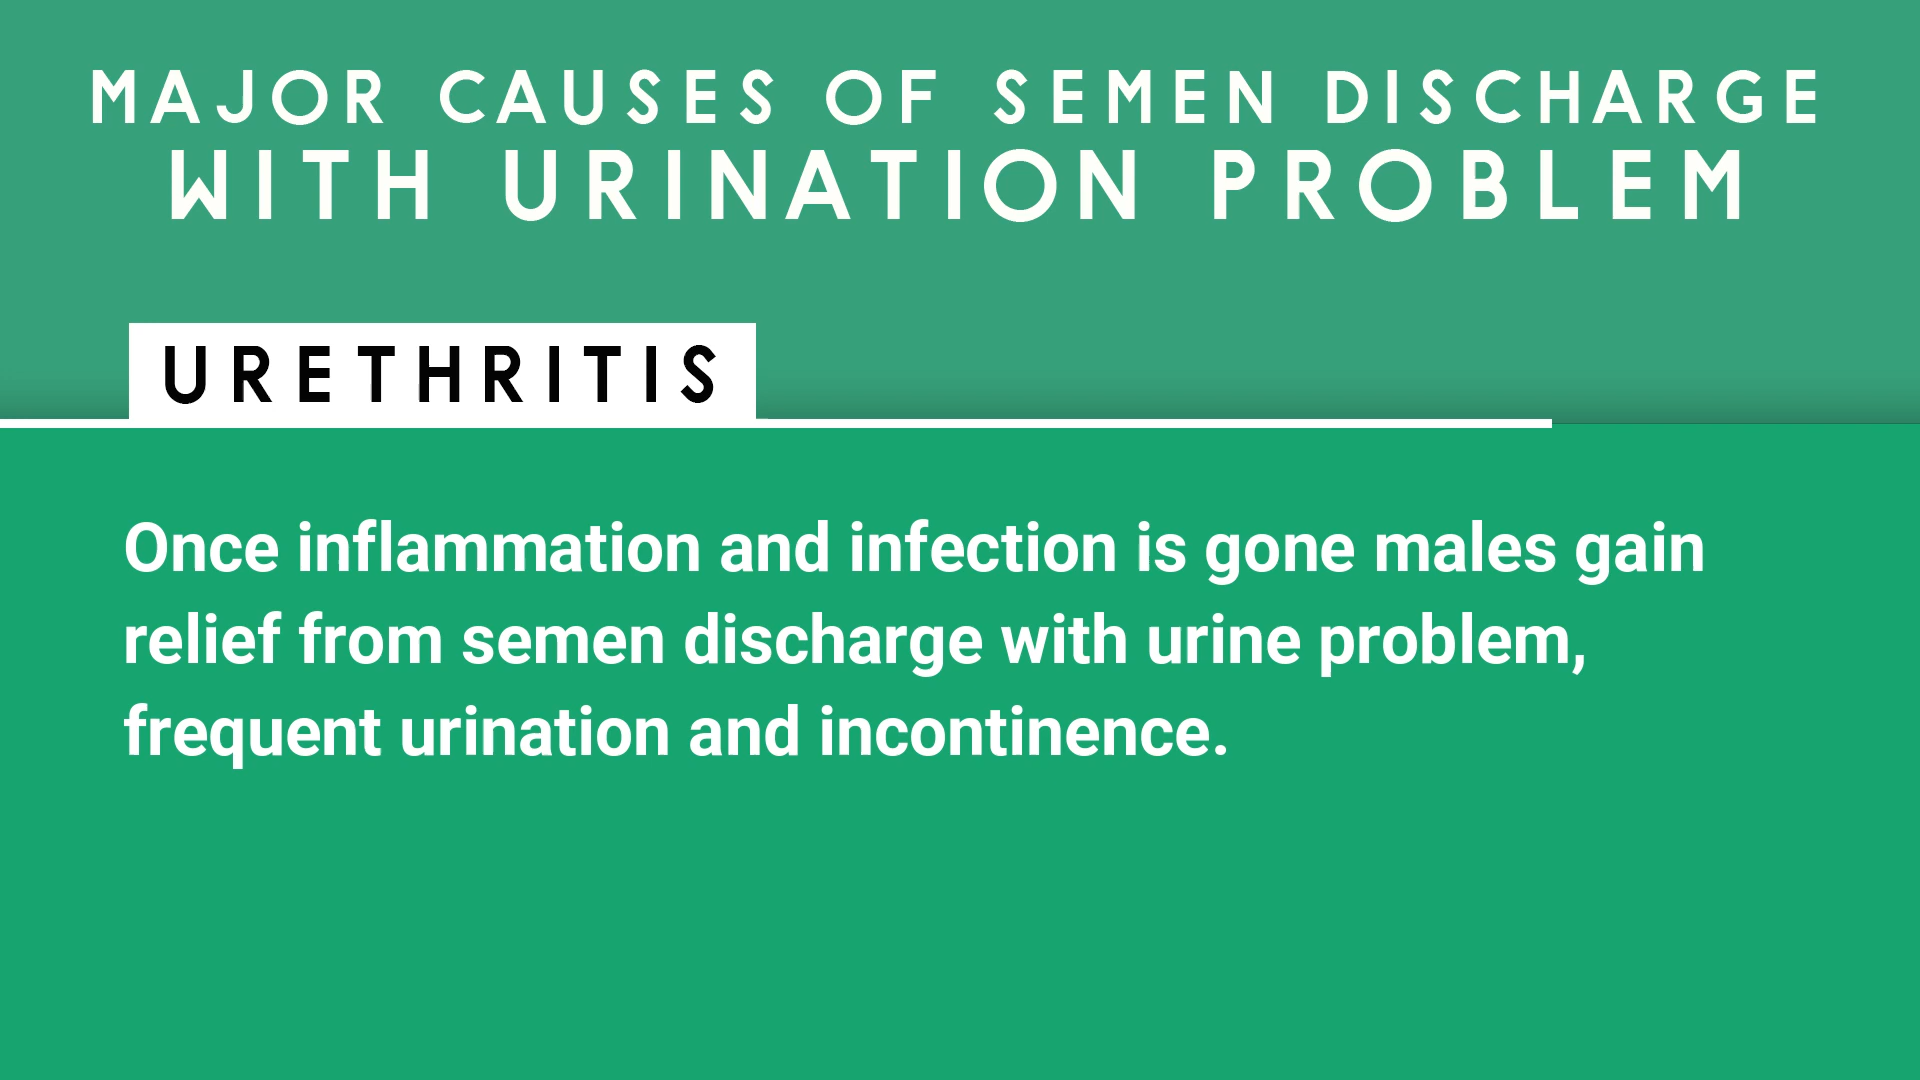 MAJOR CAUSES OF SEMEN DISCHARGE
WITH URINATION PROBLEM
URETHRITIS
Once inflammation and infection is gone males gain
relief from semen discharge with urine problem,
frequent urination and incontinence.